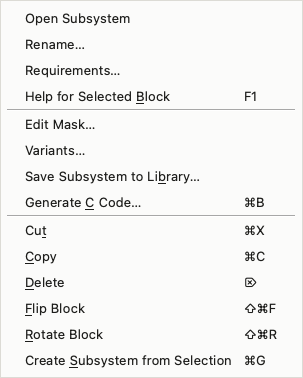 Open Subsystem
Rename...
Requirements...
Help for Selected Block F1
Edit Mask...
Variants...
Save Subsystem to Library...
Generate C Code... ⌘B
Cut ⌘X
Copy ⌘C
Delete ⌦
Flip Block ⇧⌘F
Rotate Block ⇧⌘R
Create Subsystem from Selection ⌘G